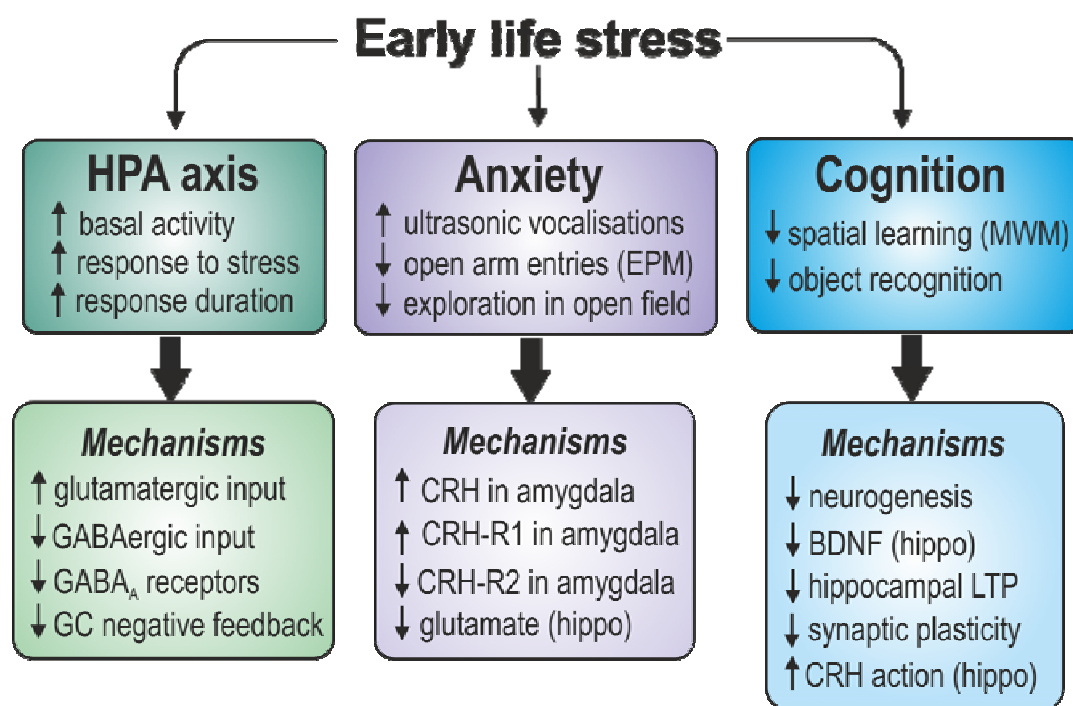 Early life stress
HPA axis
↑ basal activity
↑ response to stress
↑ response duration
Anxiety
↑ ultrasonic vocalisations
↓ open arm entries (EPM)
↓ exploration in open field
Cognition
↓ spatial learning (MWM)
↓ object recognition
Mechanisms
↑ glutamatergic input
↓ GABAergic input
↓ GABAA receptors
↓ GC negative feedback
Mechanisms
↑ CRH in amygdala
↑ CRH-R1 in amygdala
↓ CRH-R2 in amygdala
↓ glutamate (hippo)
Mechanisms
↓ neurogenesis
↓ BDNF (hippo)
↓ hippocampal LTP
↓ synaptic plasticity
↑ CRH action (hippo)